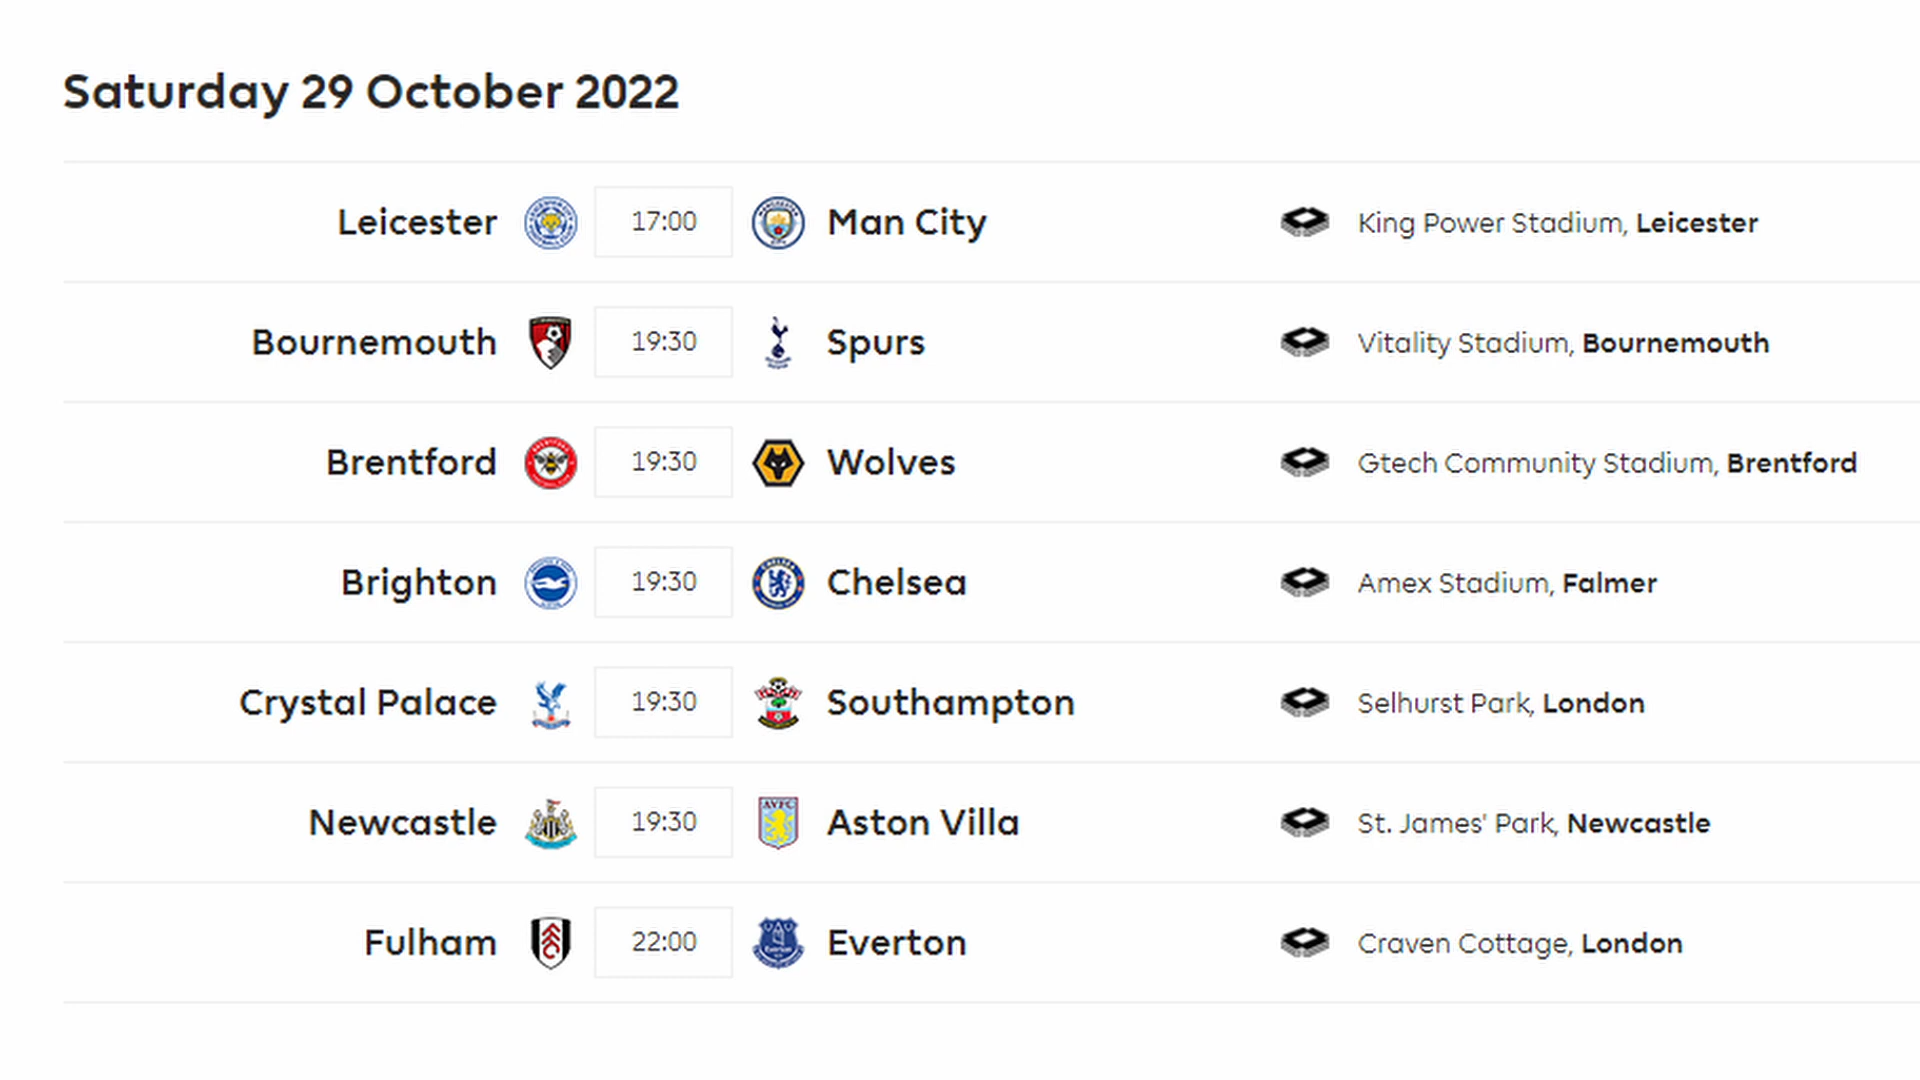 Saturday 29 October 2022
Leicester 17:00 Man City King Power Stadium, Leicester
Bournemouth 19:30 Spurs Vitality Stadium, Bournemouth
Brentford 19:30 Wolves Gtech Community Stadium, Brentford
Brighton 19:30 Chelsea Amex Stadium, Falmer
Crystal Palace 19:30 Southampton Selhurst Park, London
Newcastle 19:30 AVFC Aston Villa St. James' Park, Newcastle
Fulham 22:00 Everton Everton Craven Cottage, London